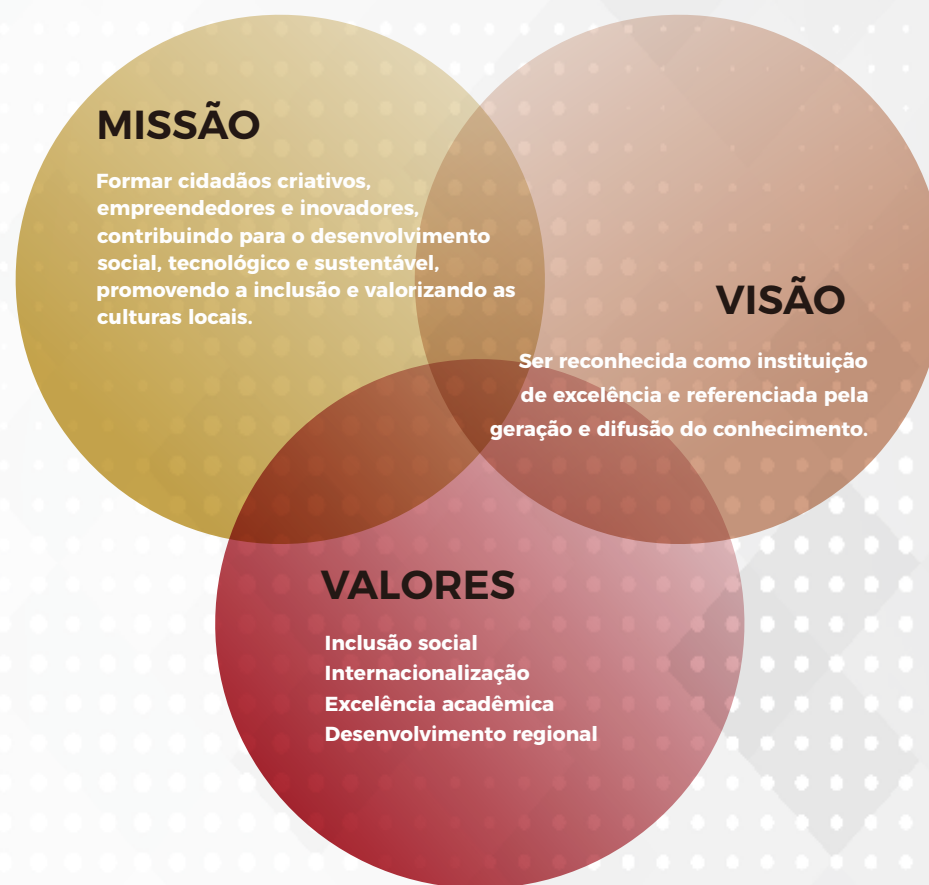 MISSÃO
Formar cidadãos criativos,
empreendedores e inovadores,
contribuindo para o desenvolvimento
social, tecnológico e sustentável,
promovendo a inclusão e valorizando as
culturas locais.
VISÃO
Ser reconhecida como instituição
de excelência e referenciada pela
geração e difusão do conhecimento.
VALORES
Inclusão social
Internacionalização
Excelência acadêmica
Desenvolvimento regional